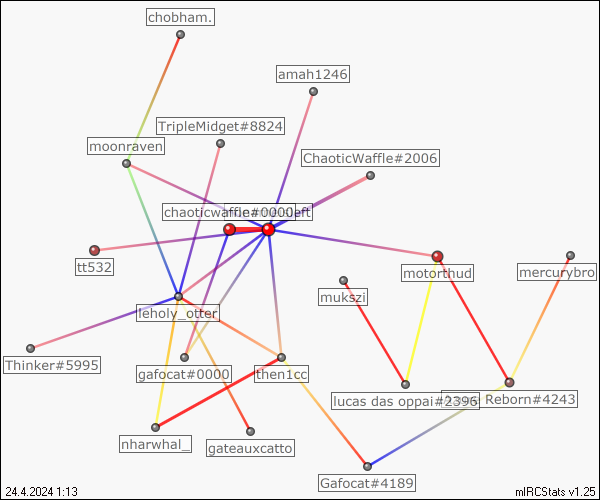 chobham.
amah1246
TripleMidget#8824
moonraven
ChaoticWaffle#2006
chaoticwaffle#0000
tt532
motorthud
mercurybro
mukszi
leholy_otter
Thinker#5995
gafocat#0000
then1cc
lucas das oppai#2396
Reborn#4243
nharwhal_
gateauxcatto
Gafocat#4189
24.4.2024 1:13
mIRCStats v1.25